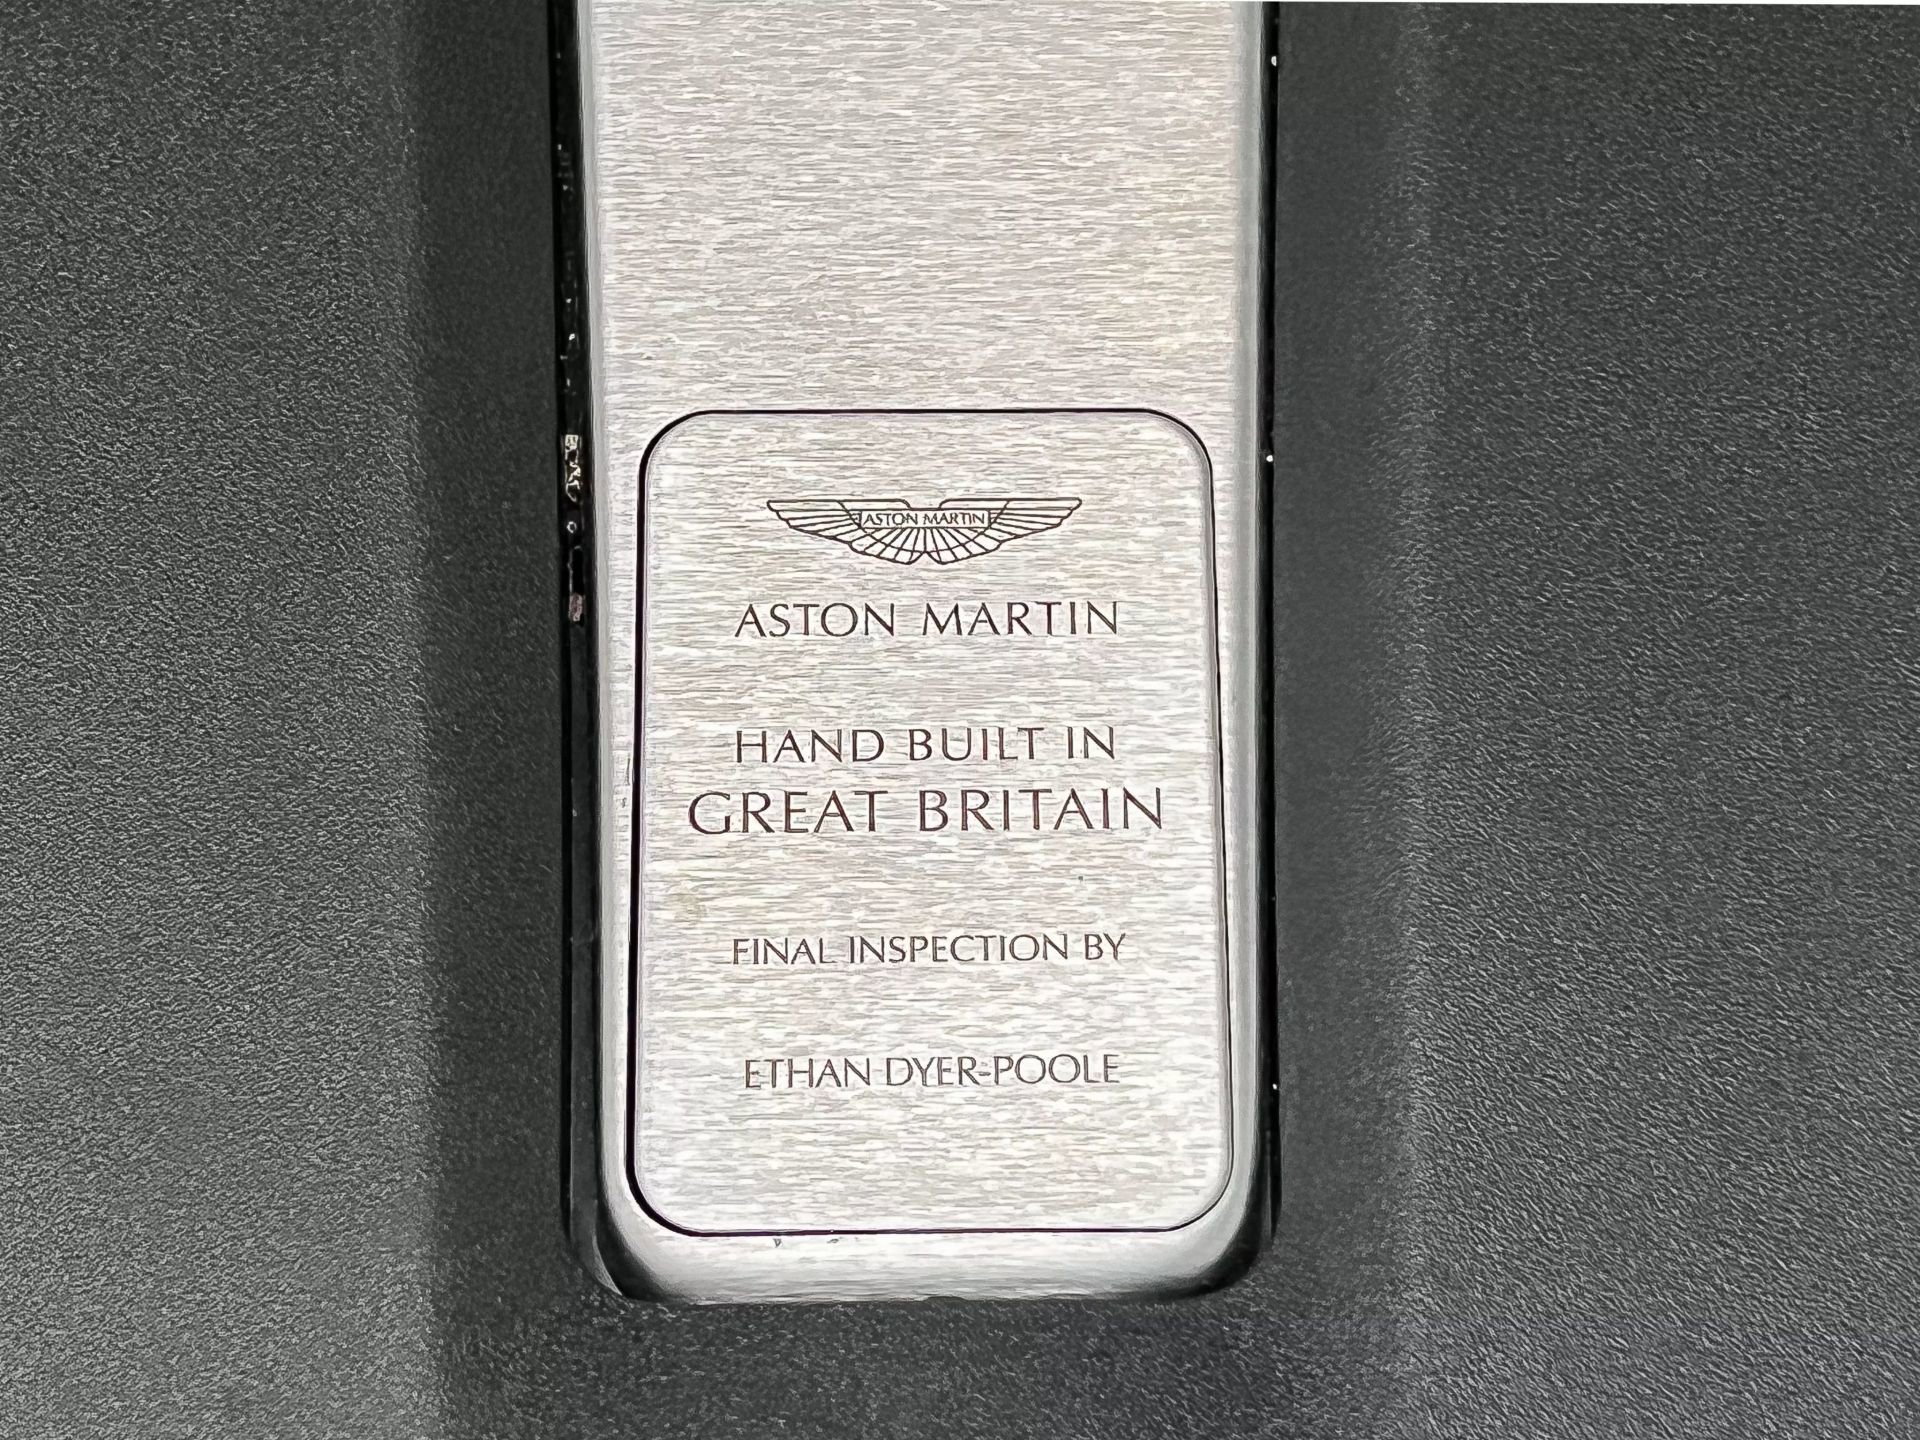 ASTON MARTIN
ASTON MARTIN
HAND BUILT IN
GREAT BRITAIN
FINAL INSPECTION BY
ETHAN DYER-POOLE